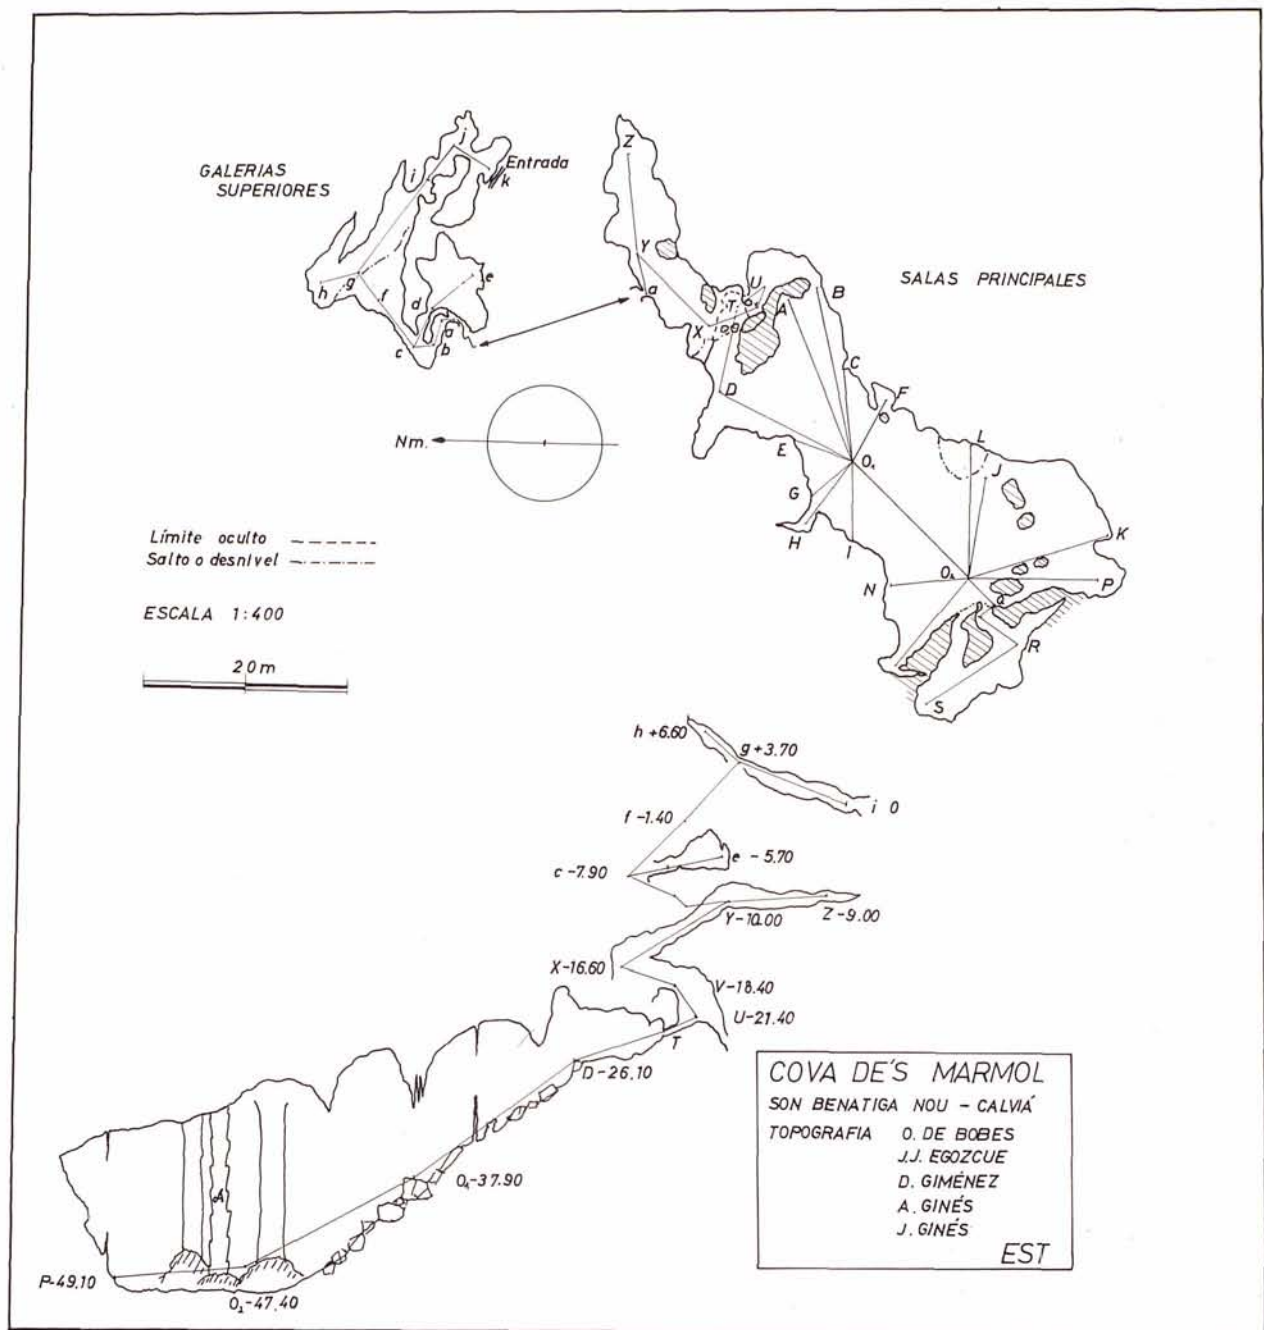 GALERIAS
SUPERIORES
j
i
Entrada
k
h
g
f
d
e
a
c
b
Z
Y
a
X
T
U
A
B
SALAS PRINCIPALES
C
D
F
E
O₁
L
J
G
H
I
K
N
O₂
P
Q
R
S
Nm.
Límite oculto
Salto o desnivel
ESCALA 1:400
20m
h +6.60
g+3.70
i 0
f -1.40
e - 5.70
c -7.90
Y-10.00
Z-9.00
X-16.60
V-18.40
U-21.40
T
D-26.10
O₁-37.90
A
P-49.10
O₂-47.40
COVA DE'S MARMOL
SON BENATIGA NOU - CALVIÁ
TOPOGRAFIA O. DE BOBES
J.J. EGOZCUE
D. GIMÉNEZ
A. GINÉS
J. GINÉS
EST